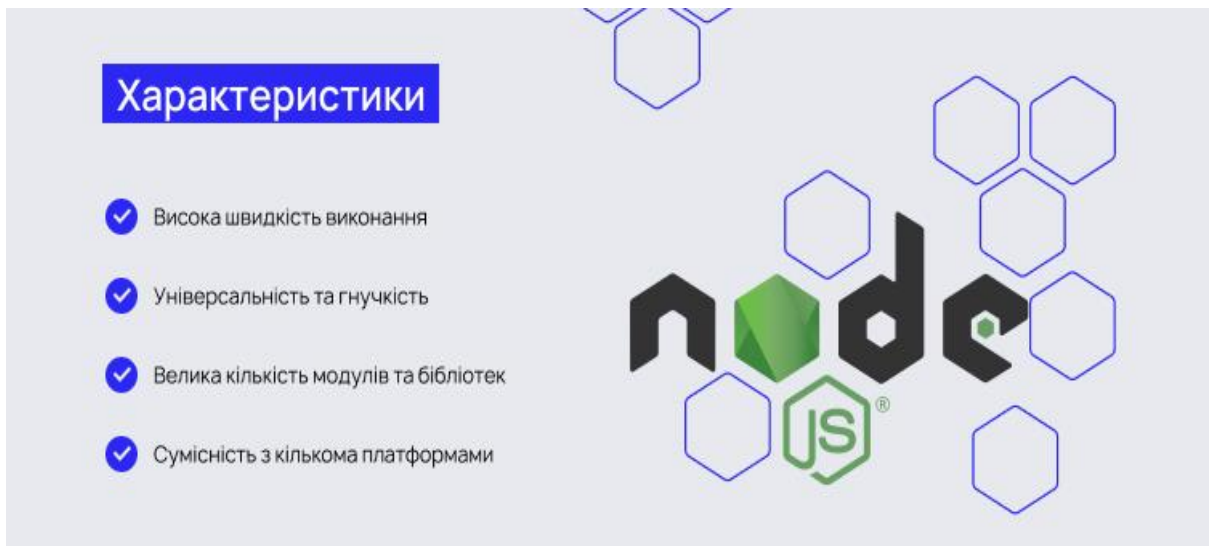 Характеристики
Висока швидкість виконання
Універсальність та гнучкість
Велика кількість модулів та бібліотек
Сумісність з кількома платформами
node
JS®